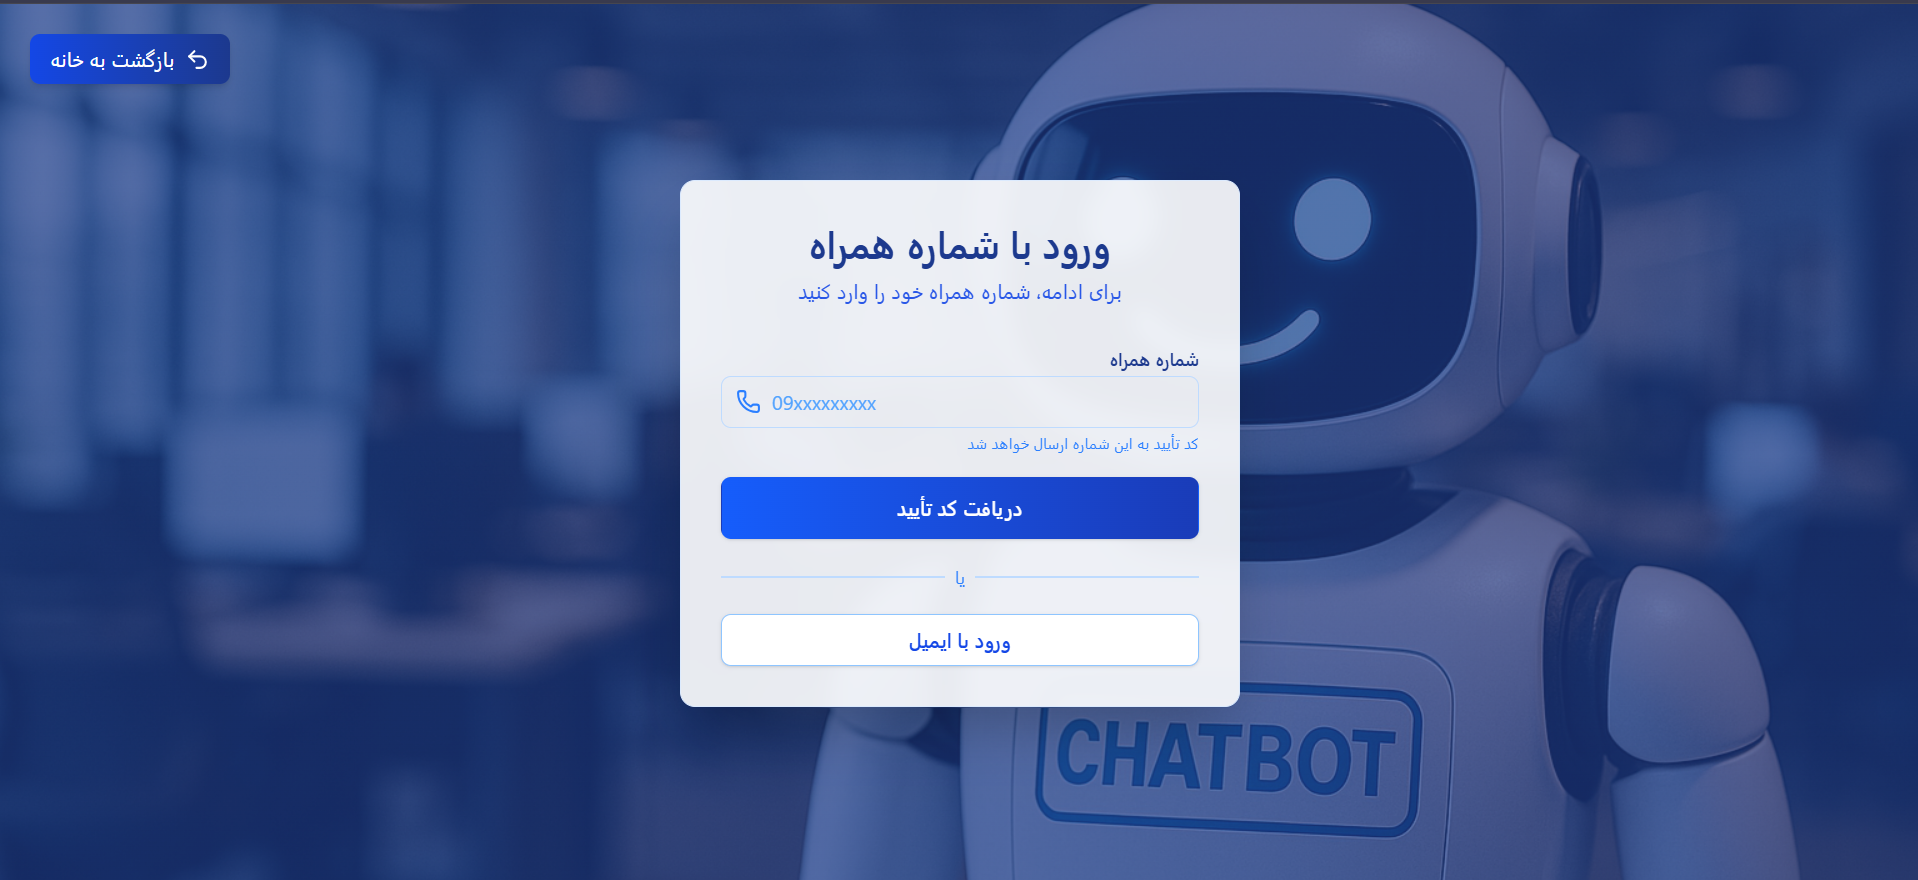 بازگشت به خانه
ورود با شماره همراه
برای ادامه، شماره همراه خود را وارد کنید
شماره همراه
09xxxxxxxxx
کد تأیید به این شماره ارسال خواهد شد
دریافت کد تأیید
یا
ورود با ایمیل
CHATBOT